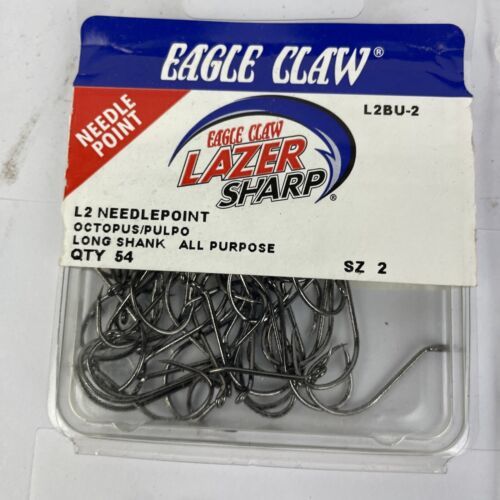 EAGLE CLAW®
L2BU-2
NEEDLE
POINT
EAGLE CLAW
LAZER
SHARP®
L2 NEEDLEPOINT
OCTOPUS/PULPO
LONG SHANK ALL PURPOSE
QTY 54
SZ 2